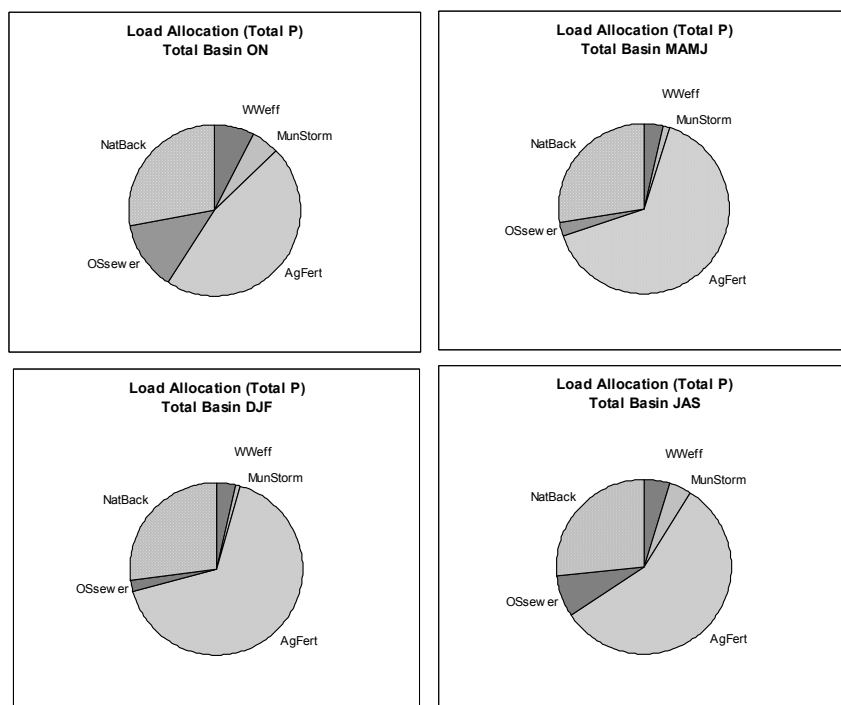 Load Allocation (Total P)
Total Basin ON
WWeff
MunStorm
NatBack
OSsewer
AgFert
Load Allocation (Total P)
Total Basin MAMJ
WWeff
MunStorm
NatBack
OSsewer
AgFert
Load Allocation (Total P)
Total Basin DJF
WWeff
MunStorm
NatBack
OSsewer
AgFert
Load Allocation (Total P)
Total Basin JAS
WWeff
MunStorm
NatBack
OSsewer
AgFert